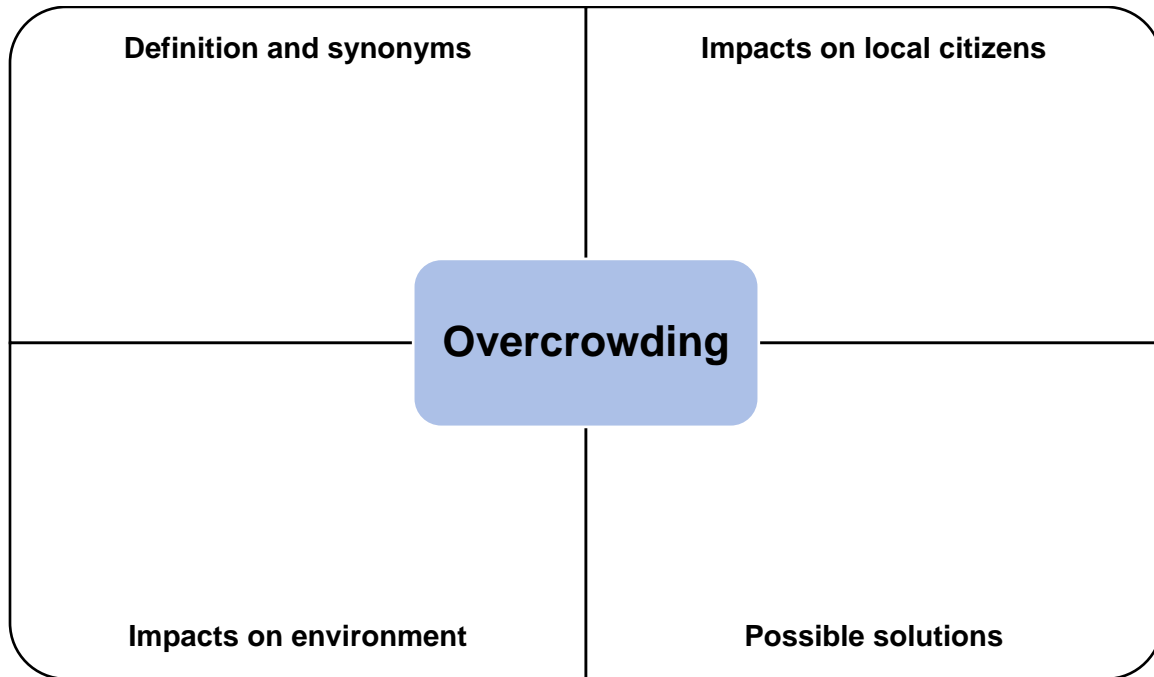 Definition and synonyms
Impacts on local citizens
Overcrowding
Impacts on environment
Possible solutions